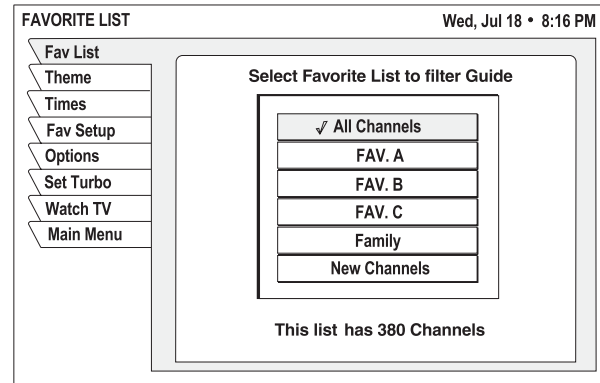 FAVORITE LIST
Wed, Jul 18 • 8:16 PM
Fav List
Theme
Times
Fav Setup
Options
Set Turbo
Watch TV
Main Menu
Select Favorite List to filter Guide
✓ All Channels
FAV. A
FAV. B
FAV. C
Family
New Channels
This list has 380 Channels